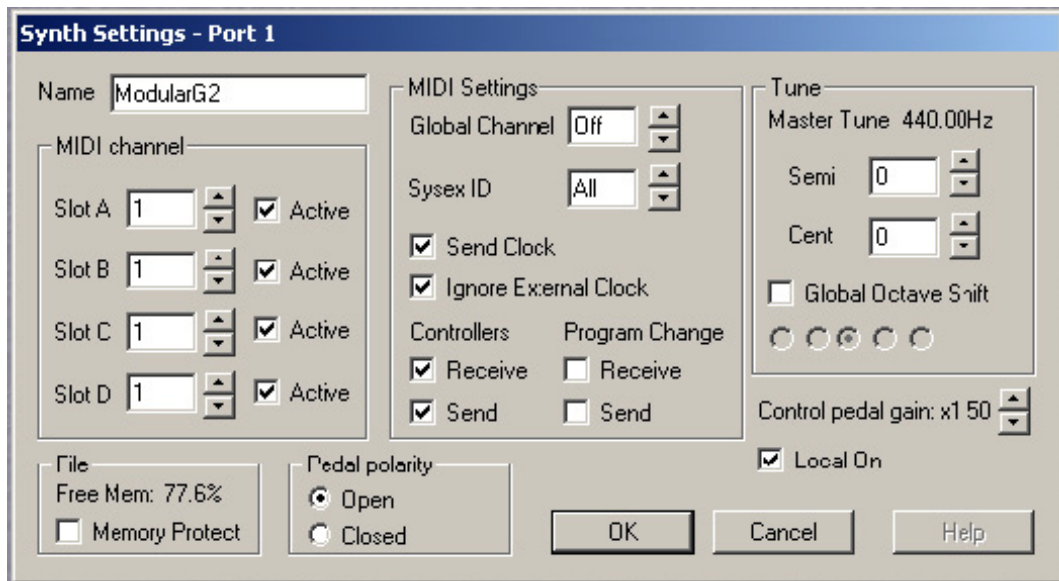 Synth Settings - Port 1
Name ModularG2
MIDI channel
Slot A 1 Active
Slot B 1 Active
Slot C 1 Active
Slot D 1 Active
File
Free Mem: 77.6%
Memory Protect
Pedal polarity
Open
Closed
MIDI Settings
Global Channel Off
Sysex ID All
Send Clock
Ignore External Clock
Controllers Program Change
Receive Receive
Send Send
Tune
Master Tune 440.00Hz
Semi 0
Cent 0
Global Octave Shift
Control pedal gain: x1 50
Local On
OK Cancel Help